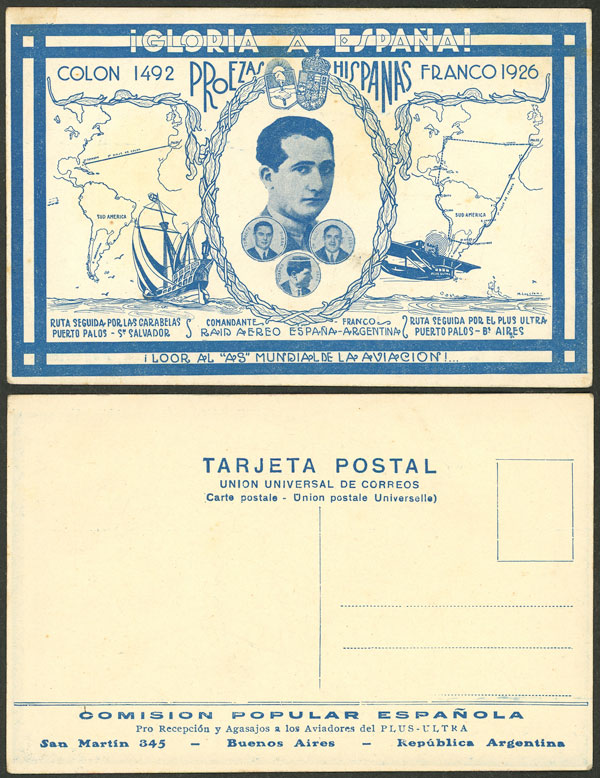 ¡GLORIA A ESPAÑA!
COLON 1492 PROEZAS HISPANAS FRANCO 1926
SUD AMERICA
SUD AMERICA
RUTA SEGUIDA POR LAS CARABELAS
PUERTO PALOS - Sn SALVADOR
COMANDANTE FRANCO
RAID AEREO ESPAÑA-ARGENTINA
RUTA SEGUIDA POR EL PLUS ULTRA
PUERTO PALOS - Bs AIRES
¡LOOR AL "AS" MUNDIAL DE LA AVIACION!...
TARJETA POSTAL
UNION UNIVERSAL DE CORREOS
Carte postale - Union postale Universelle)
COMISION POPULAR ESPAÑOLA
Pro Recepción y Agasajos a los Aviadores del PLUS-ULTRA
San Martín 345 — Buenos Aires — República Argentina